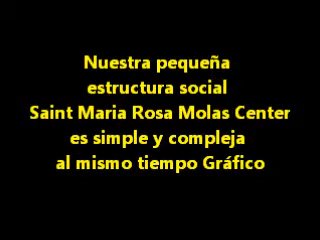 Nuestra pequeña
estructura social
Saint Maria Rosa Molas Center
es simple y compleja
al mismo tiempo Gráfico